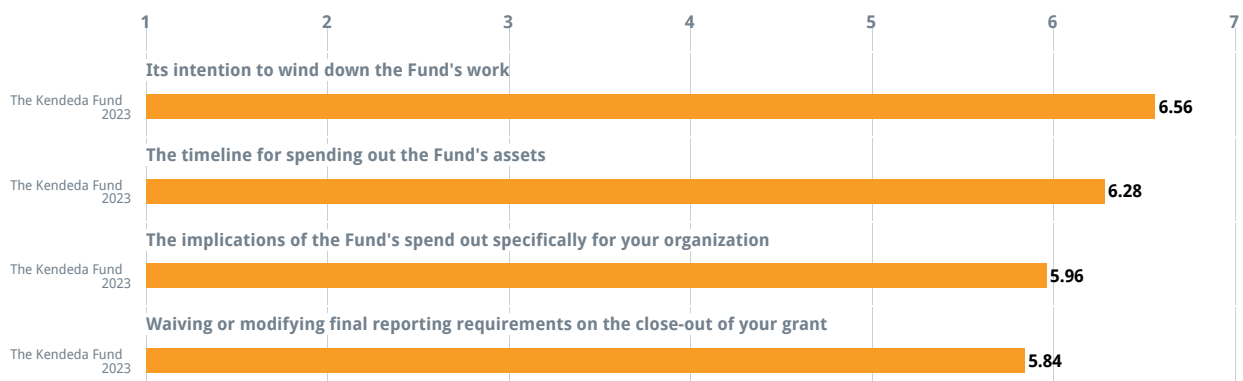 1 2 3 4 5 6 7
Its intention to wind down the Fund's work
The Kendeda Fund
2023
6.56
The timeline for spending out the Fund's assets
The Kendeda Fund
2023
6.28
The implications of the Fund's spend out specifically for your organization
The Kendeda Fund
2023
5.96
Waiving or modifying final reporting requirements on the close-out of your grant
The Kendeda Fund
2023
5.84